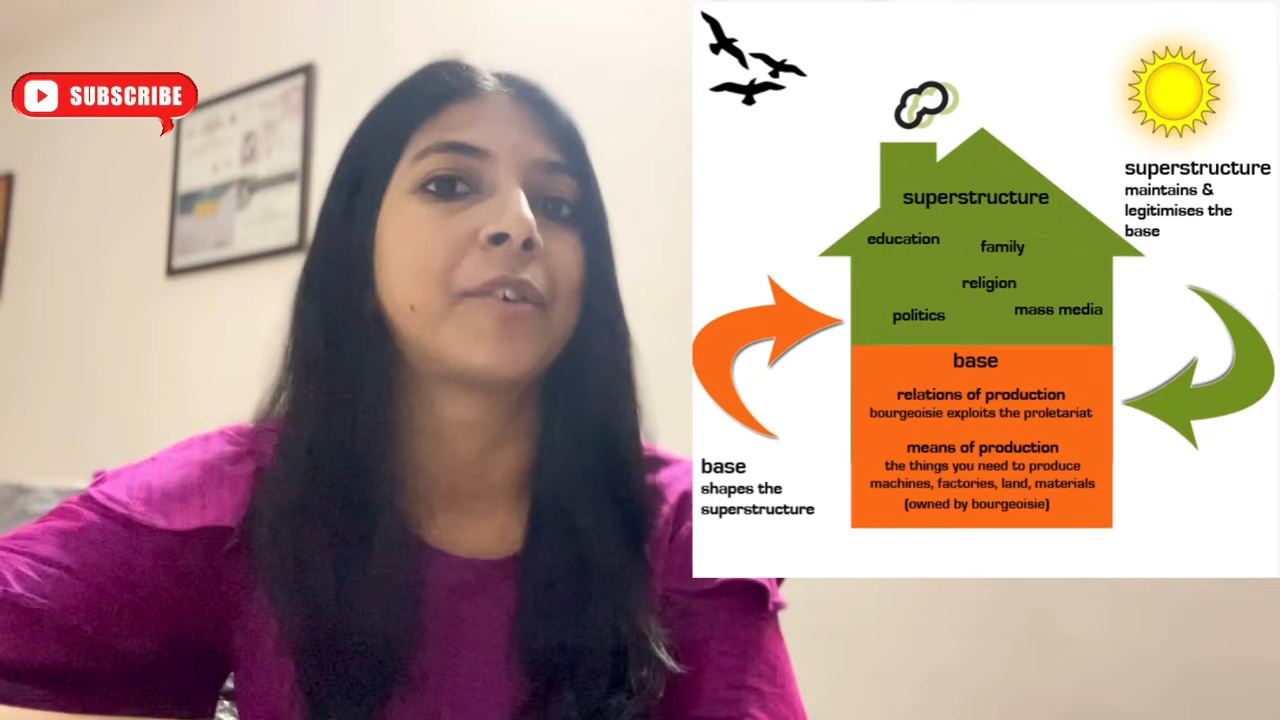 SUBSCRIBE
superstructure
education
family
religion
politics
mass media
base
relations of production
bourgeoisie exploits the proletariat
means of production
the things you need to produce
machines, factories, land, materials
(owned by bourgeoisie)
base
shapes the
superstructure
superstructure
maintains &
legitimises the
base